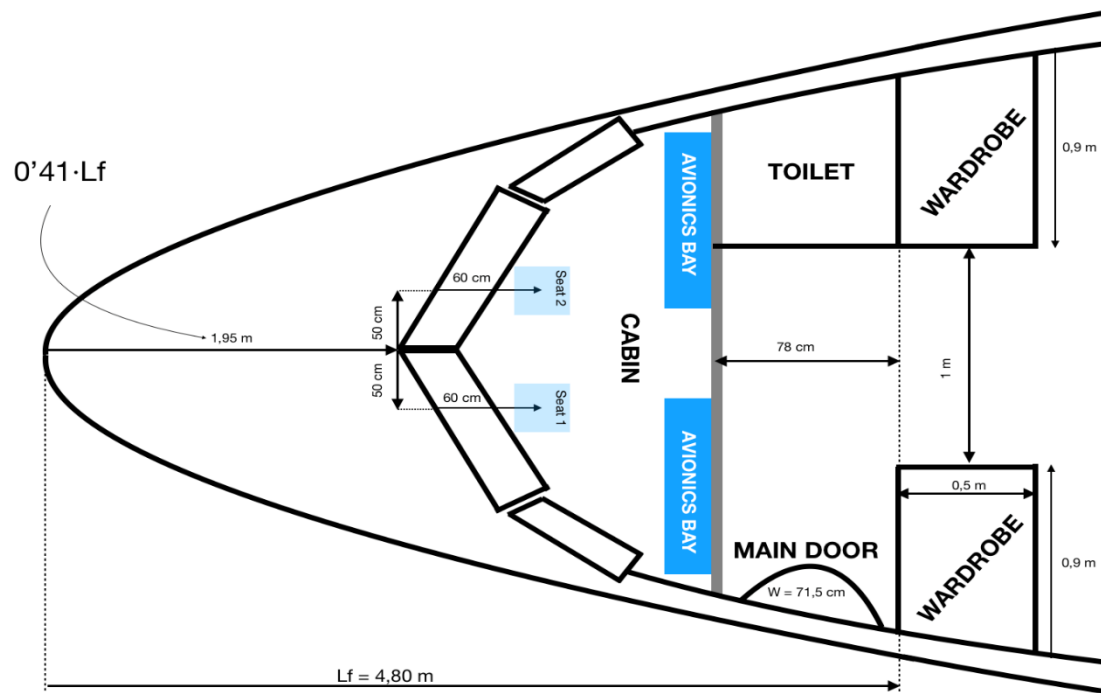 0'41·Lf
1,95 m
50 cm
50 cm
60 cm
60 cm
Seat 2
Seat 1
CABIN
AVIONICS BAY
AVIONICS BAY
TOILET
WARDROBE
0,9 m
78 cm
1 m
0,5 m
MAIN DOOR
W = 71,5 cm
WARDROBE
0,9 m
Lf = 4,80 m